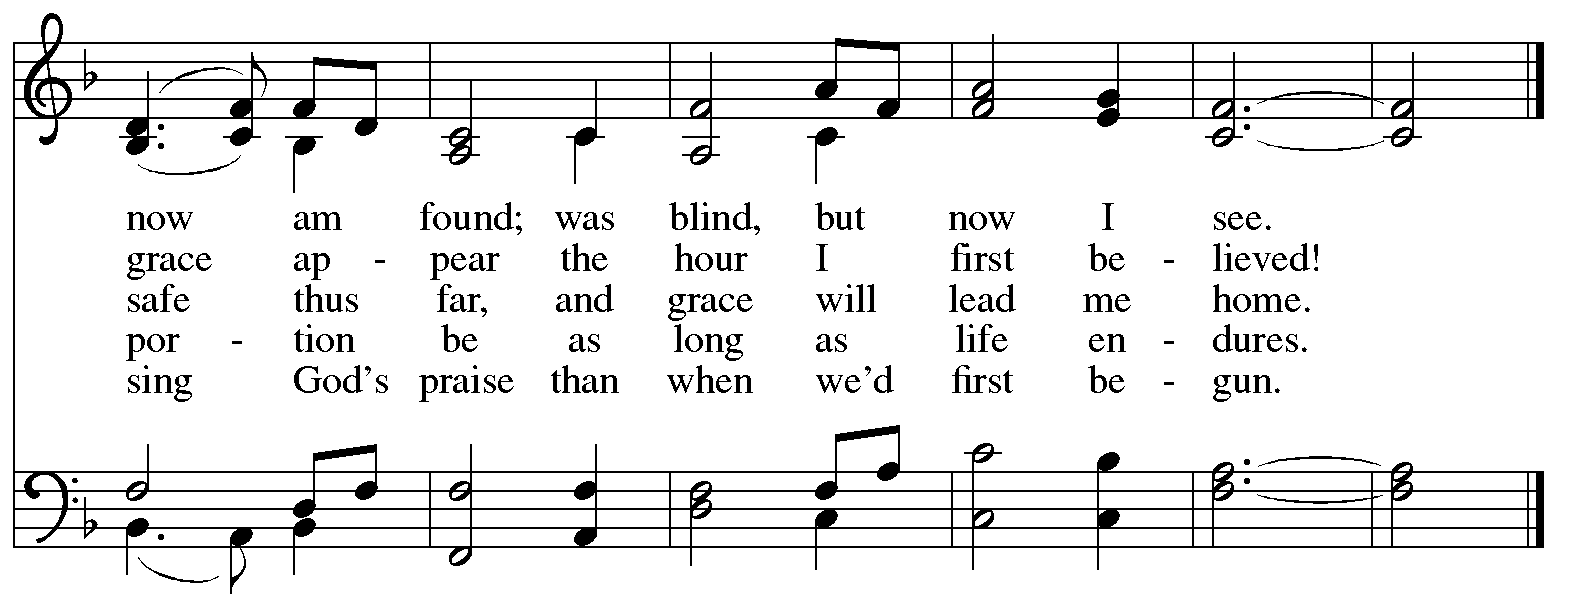 now am found; was blind, but now I see.
grace ap - pear the hour I first be - lieved!
safe thus far, and grace will lead me home.
por - tion be as long as life en - dures.
sing God's praise than when we'd first be - gun.